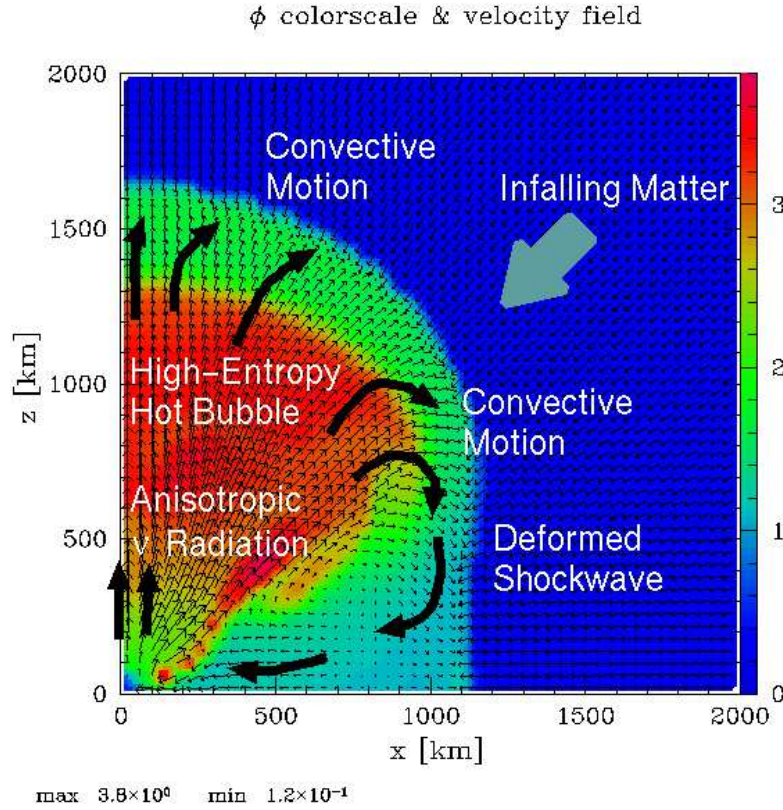 ϕ colorscale & velocity field
2000
1500
1000
500
0
z [km]
Convective
Motion
Infalling Matter
High-Entropy
Hot Bubble
Convective
Motion
Anisotropic
ν Radiation
Deformed
Shockwave
3
2
1
0
0 500 1000 1500 2000
x [km]
max 3.8×10⁰ min 1.2×10⁻¹